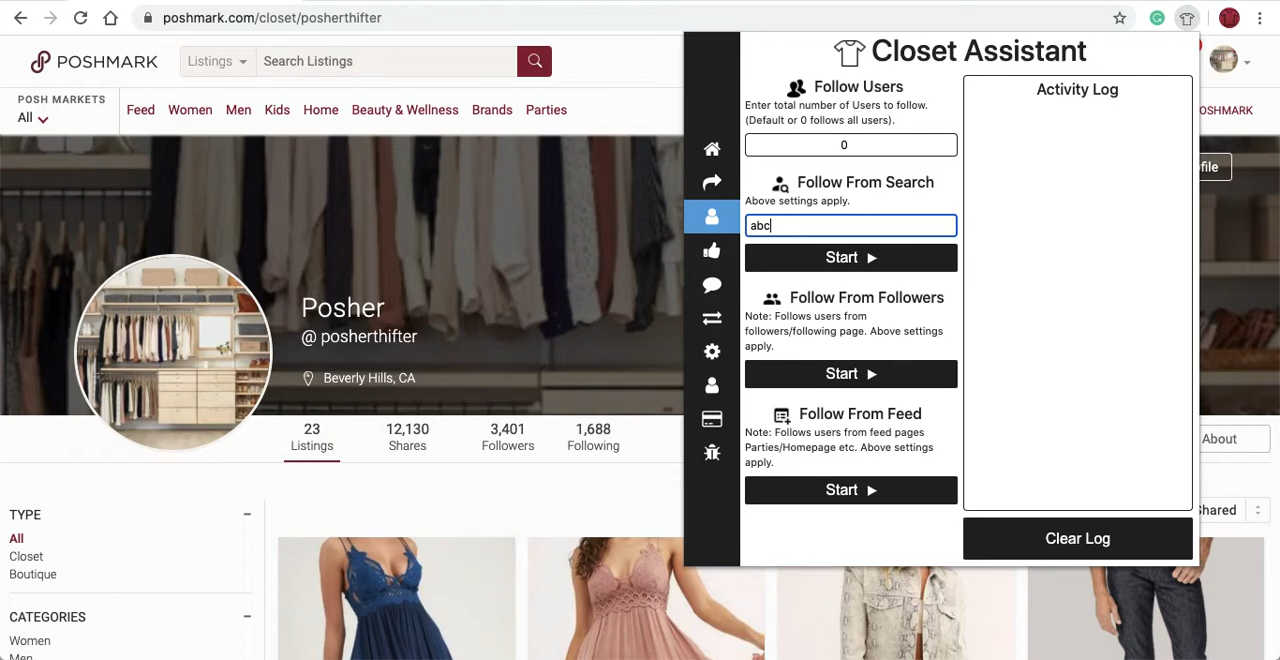 poshmark.com/closet/posherthifter
POSHMARK
Listings
Search Listings
POSH MARKETS
All
Feed
Women
Men
Kids
Home
Beauty & Wellness
Brands
Parties
OSHMARK
file
Posher
@ posherthifter
Beverly Hills, CA
23
Listings
12,130
Shares
3,401
Followers
1,688
Following
About
Shared
TYPE
All
Closet
Boutique
CATEGORIES
Women
Men
Closet Assistant
Follow Users
Enter total number of Users to follow.
(Default or 0 follows all users).
0
Follow From Search
Above settings apply.
abc
Start
Follow From Followers
Note: Follows users from
followers/following page. Above settings
apply.
Start
Follow From Feed
Note: Follows users from feed pages
Parties/Homepage etc. Above settings
apply.
Start
Activity Log
Clear Log